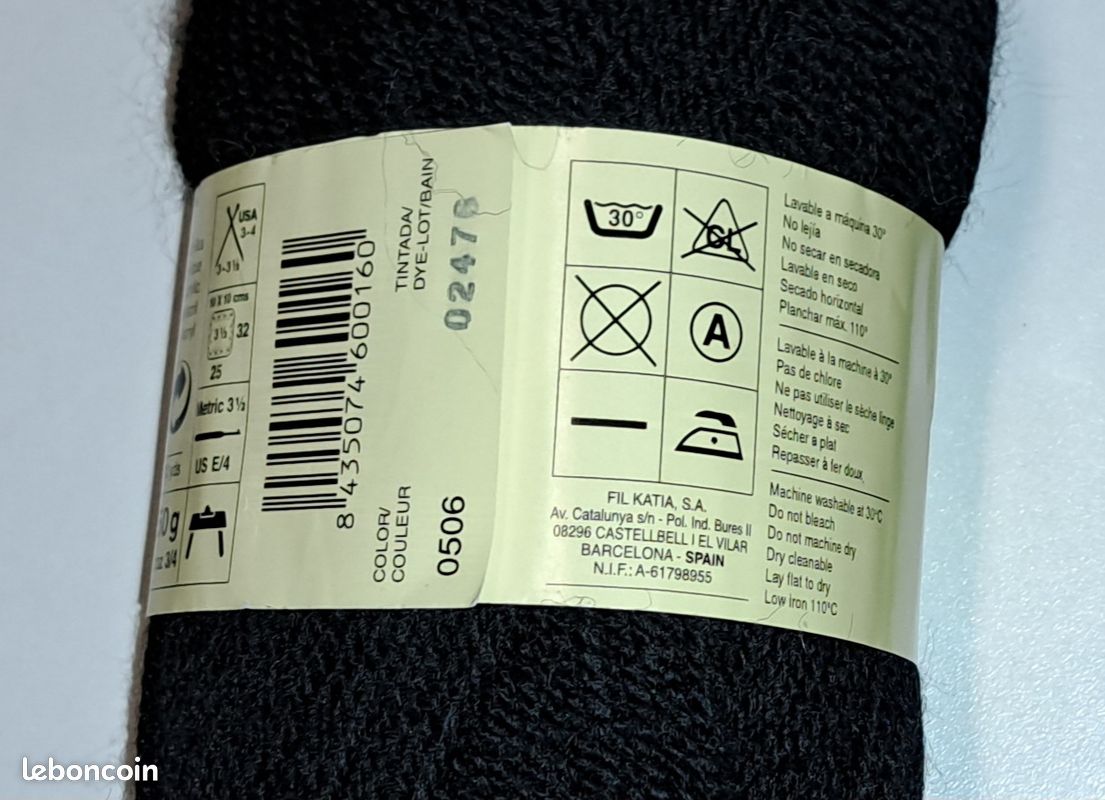 USA
3-4
3-3½
10 X 10 cms
3½
32
25
Metric 3½
US E/4
0 g
oz 3/4
8 435074 600160
TINTADA/
DYE-LOT/BAIN
COLOR/
COULEUR
0506
30°
CL
A
FIL KATIA, S.A.
Av. Catalunya s/n - Pol. Ind. Bures II
08296 CASTELLBELL I EL VILAR
BARCELONA - SPAIN
N.I.F.: A-61798955
Lavable a máquina 30°
No lejía
No secar en secadora
Lavable en seco
Secado horizontal
Planchar máx. 110°
Lavable à la machine à 30°
Pas de chlore
Ne pas utiliser le sèche linge
Nettoyage à sec
Sécher a plat
Repasser à fer doux
Machine washable at 30°C
Do not bleach
Do not machine dry
Dry cleanable
Lay flat to dry
Low iron 110°C
leboncoin